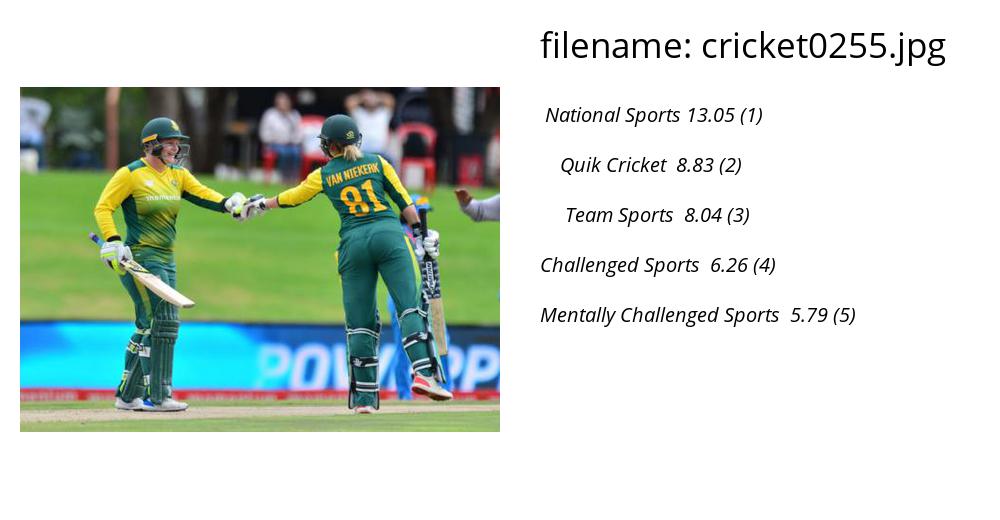 filename: cricket0255.jpg
National Sports 13.05 (1)
Quik Cricket 8.83 (2)
Team Sports 8.04 (3)
Challenged Sports 6.26 (4)
Mentally Challenged Sports 5.79 (5)
VAN NIEKERK
81